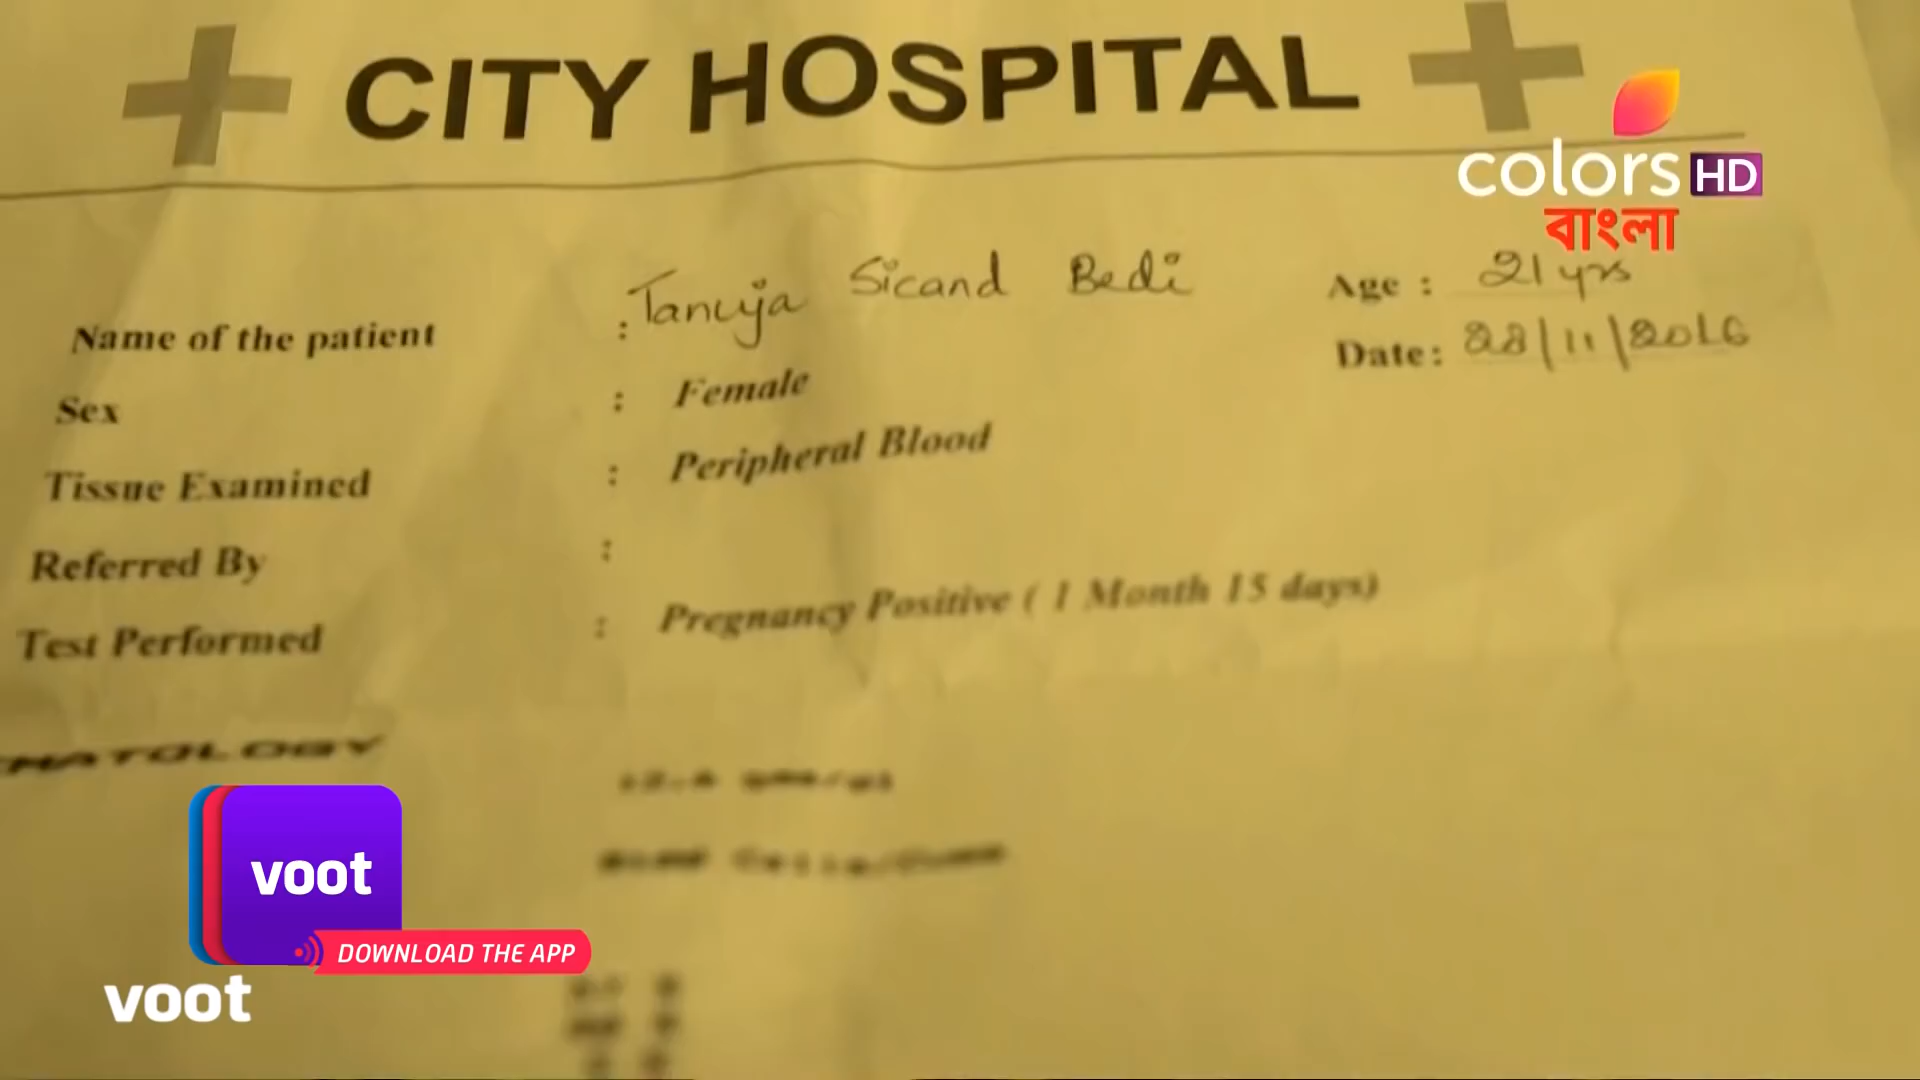 CITY HOSPITAL
colors HD
বাংলা
Name of the patient : Tanuja Sicand Bedi Age : 21 yrs
Date: 28/11/2016
Sex : Female
Tissue Examined : Peripheral Blood
Referred By :
Test Performed : Pregnancy Positive ( 1 Month 15 days)
voot
DOWNLOAD THE APP
voot